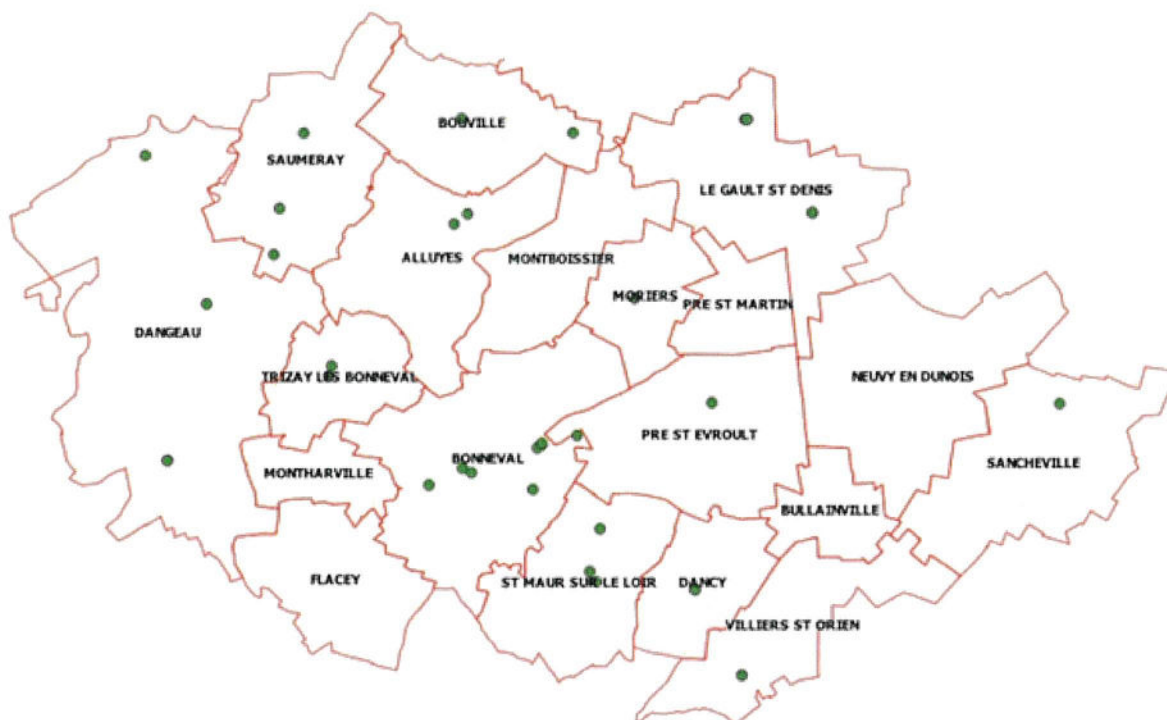 BOUVILLE
SAUMERAY
LE GAULT ST DENIS
ALLUYES
MONTBOISSIER
MORIERS
PRE ST MARTIN
DANGEAU
TRIZAY LES BONNEVAL
NEUVY EN DUNOIS
PRE ST EVROULT
BONNEVAL
SANCHEVILLE
MONTHARVILLE
BULLAINVILLE
FLACEY
ST MAUR SUR LE LOIR
DANCY
VILLIERS ST ORIEN